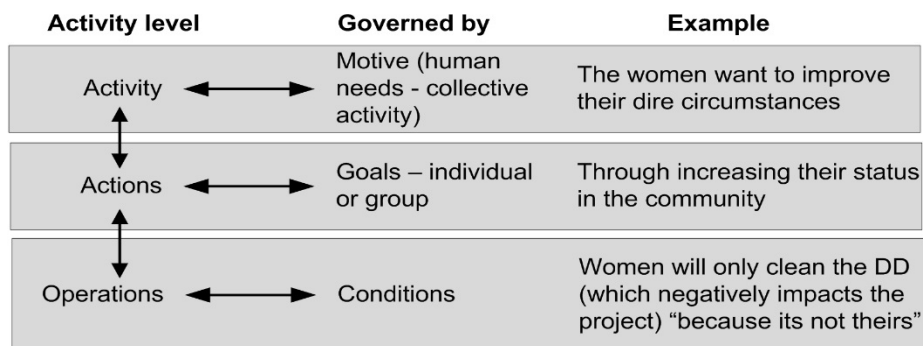 Activity level Governed by Example
Activity
Motive (human
needs - collective
activity)
The women want to improve
their dire circumstances
Actions
Goals – individual
or group
Through increasing their status
in the community
Operations
Conditions
Women will only clean the DD
(which negatively impacts the
project) “because its not theirs”